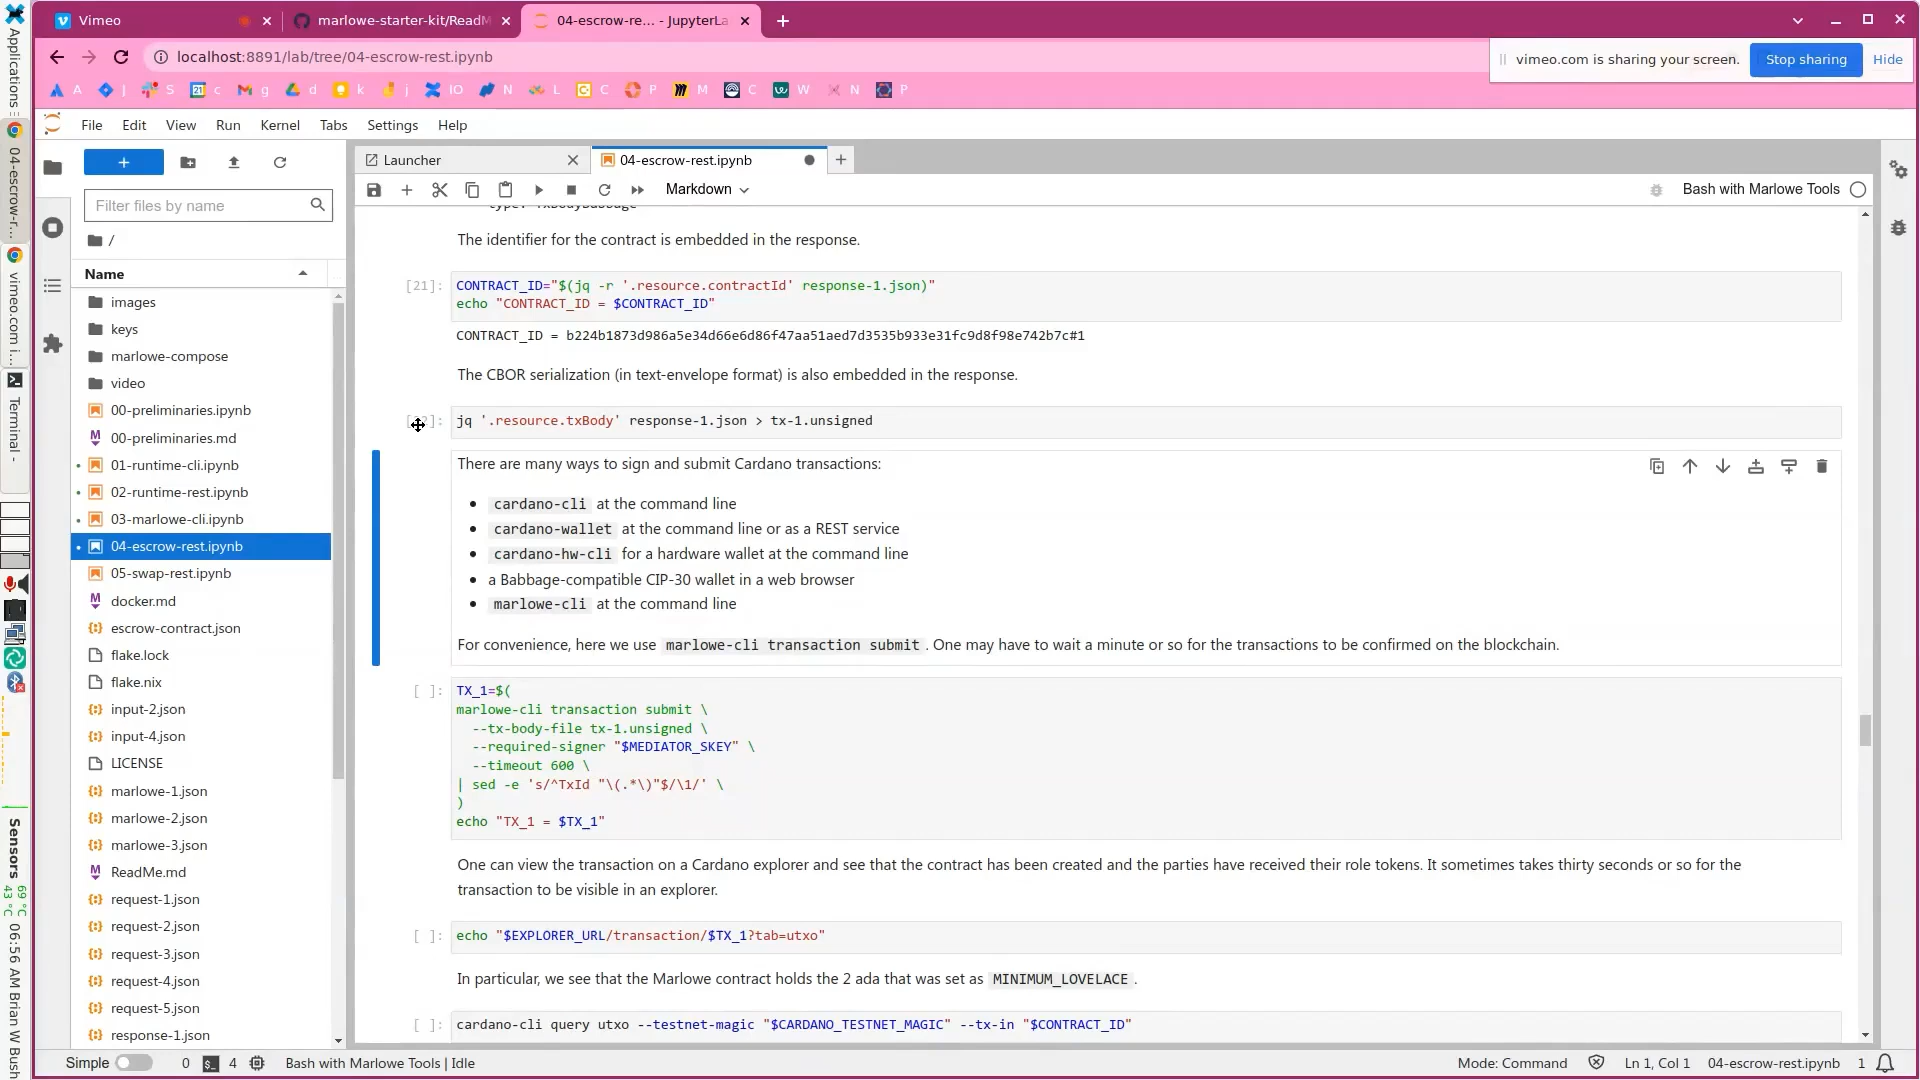 Vimeo
marlowe-starter-kit/ReadM
04-escrow-re... - JupyterLa
localhost:8891/lab/tree/04-escrow-rest.ipynb
vimeo.com is sharing your screen.
Stop sharing
Hide
A J S c g d k j IO N L C P M C W N P
File Edit View Run Kernel Tabs Settings Help
Launcher
04-escrow-rest.ipynb
Markdown
Bash with Marlowe Tools
Filter files by name
/
Name
images
keys
marlowe-compose
video
00-preliminaries.ipynb
00-preliminaries.md
01-runtime-cli.ipynb
02-runtime-rest.ipynb
03-marlowe-cli.ipynb
04-escrow-rest.ipynb
05-swap-rest.ipynb
docker.md
escrow-contract.json
flake.lock
flake.nix
input-2.json
input-4.json
LICENSE
marlowe-1.json
marlowe-2.json
marlowe-3.json
ReadMe.md
request-1.json
request-2.json
request-3.json
request-4.json
request-5.json
response-1.json
The identifier for the contract is embedded in the response.
[21]:
CONTRACT_ID="$(jq -r '.resource.contractId' response-1.json)"
echo "CONTRACT_ID = $CONTRACT_ID"
CONTRACT_ID = b224b1873d986a5e34d66e6d86f47aa51aed7d3535b933e31fc9d8f98e742b7c#1
The CBOR serialization (in text-envelope format) is also embedded in the response.
jq '.resource.txBody' response-1.json > tx-1.unsigned
There are many ways to sign and submit Cardano transactions:
• cardano-cli at the command line
• cardano-wallet at the command line or as a REST service
• cardano-hw-cli for a hardware wallet at the command line
• a Babbage-compatible CIP-30 wallet in a web browser
• marlowe-cli at the command line
For convenience, here we use marlowe-cli transaction submit . One may have to wait a minute or so for the transactions to be confirmed on the blockchain.
[ ]:
TX_1=$(
marlowe-cli transaction submit \
--tx-body-file tx-1.unsigned \
--required-signer "$MEDIATOR_SKEY" \
--timeout 600 \
| sed -e 's/^TxId "\(.*\)"$/\1/' \
)
echo "TX_1 = $TX_1"
One can view the transaction on a Cardano explorer and see that the contract has been created and the parties have received their role tokens. It sometimes takes thirty seconds or so for the
transaction to be visible in an explorer.
[ ]:
echo "$EXPLORER_URL/transaction/$TX_1?tab=utxo"
In particular, we see that the Marlowe contract holds the 2 ada that was set as MINIMUM_LOVELACE .
[ ]:
cardano-cli query utxo --testnet-magic "$CARDANO_TESTNET_MAGIC" --tx-in "$CONTRACT_ID"
Simple 0 4 Bash with Marlowe Tools | Idle
Mode: Command Ln 1, Col 1 04-escrow-rest.ipynb 1
Applications
04-escrow-r...
vimeo.com i...
Terminal -
Sensors
69 °C
43 °C
06:56 AM Brian W Bush